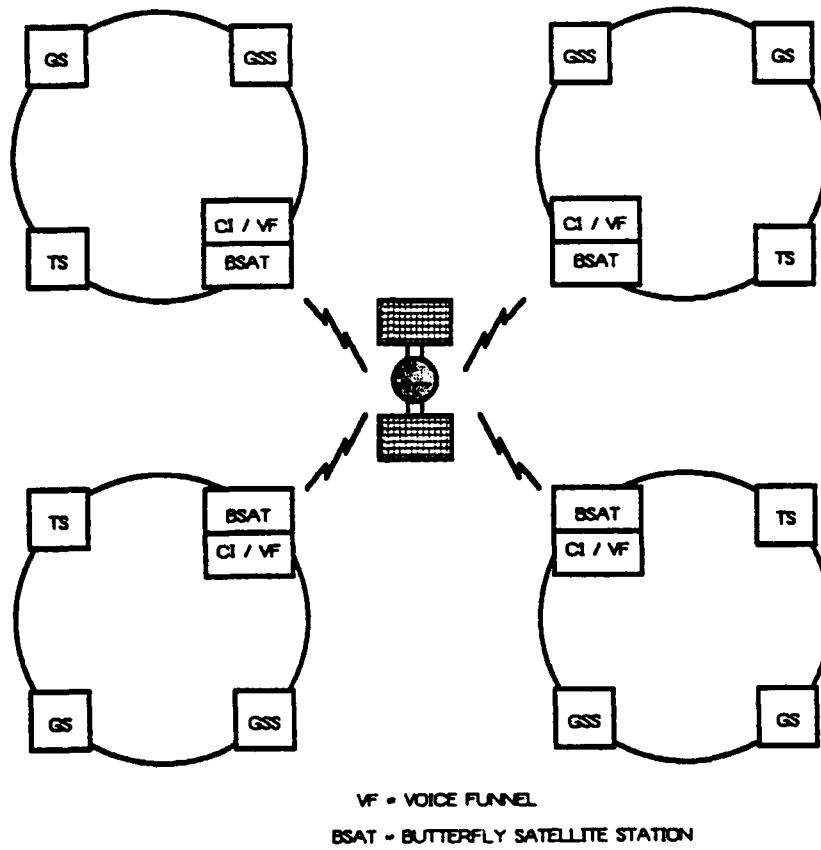 GS
GSS
GSS
GS
CI / VF
CI / VF
TS
BSAT
BSAT
TS
TS
BSAT
BSAT
TS
CI / VF
CI / VF
GS
GSS
GSS
GS
VF = VOICE FUNNEL
BSAT = BUTTERFLY SATELLITE STATION